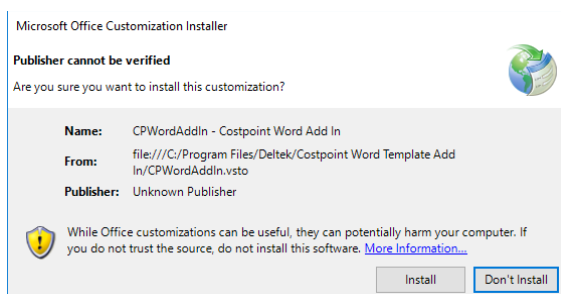 Microsoft Office Customization Installer
Publisher cannot be verified
Are you sure you want to install this customization?
Name: CPWordAddIn - Costpoint Word Add In
From: file:///C:/Program Files/Deltek/Costpoint Word Template Add
In/CPWordAddIn.vsto
Publisher: Unknown Publisher
While Office customizations can be useful, they can potentially harm your computer. If
you do not trust the source, do not install this software. More Information...
Install Don't Install